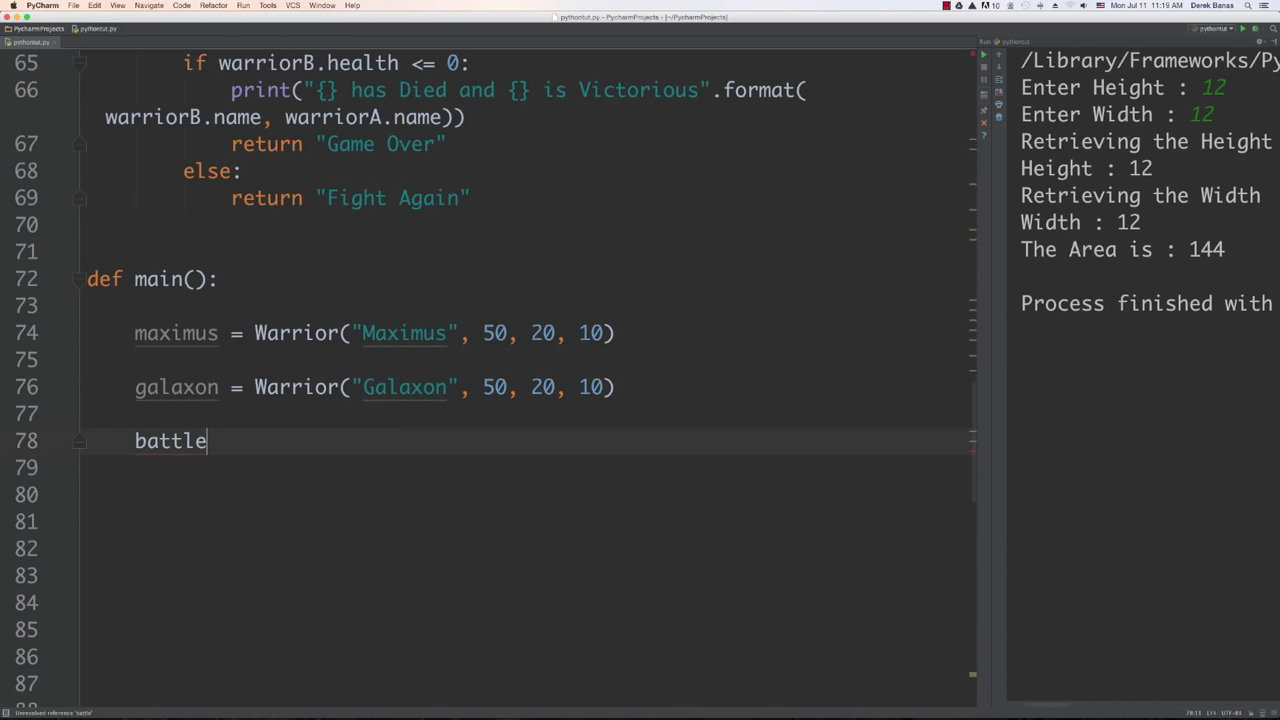 PyCharm File Edit View Navigate Code Refactor Run Tools VCS Window Help
10 Mon Jul 11 11:19 AM Derek Banas
pythontut.py - PycharmProjects - [~/PycharmProjects]
PycharmProjects pythontut.py
pythontut
pythontut.py
Run pythontut
65 if warriorB.health <= 0:
66 print("{} has Died and {} is Victorious".format(
warriorB.name, warriorA.name))
67 return "Game Over"
68 else:
69 return "Fight Again"
70
71
72 def main():
73
74 maximus = Warrior("Maximus", 50, 20, 10)
75
76 galaxon = Warrior("Galaxon", 50, 20, 10)
77
78 battle
79
80
81
82
83
84
85
86
87
88
/Library/Frameworks/Py
Enter Height : 12
Enter Width : 12
Retrieving the Height
Height : 12
Retrieving the Width
Width : 12
The Area is : 144
Process finished with
Unresolved reference 'battle'
78:11 LF÷ UTF-8÷